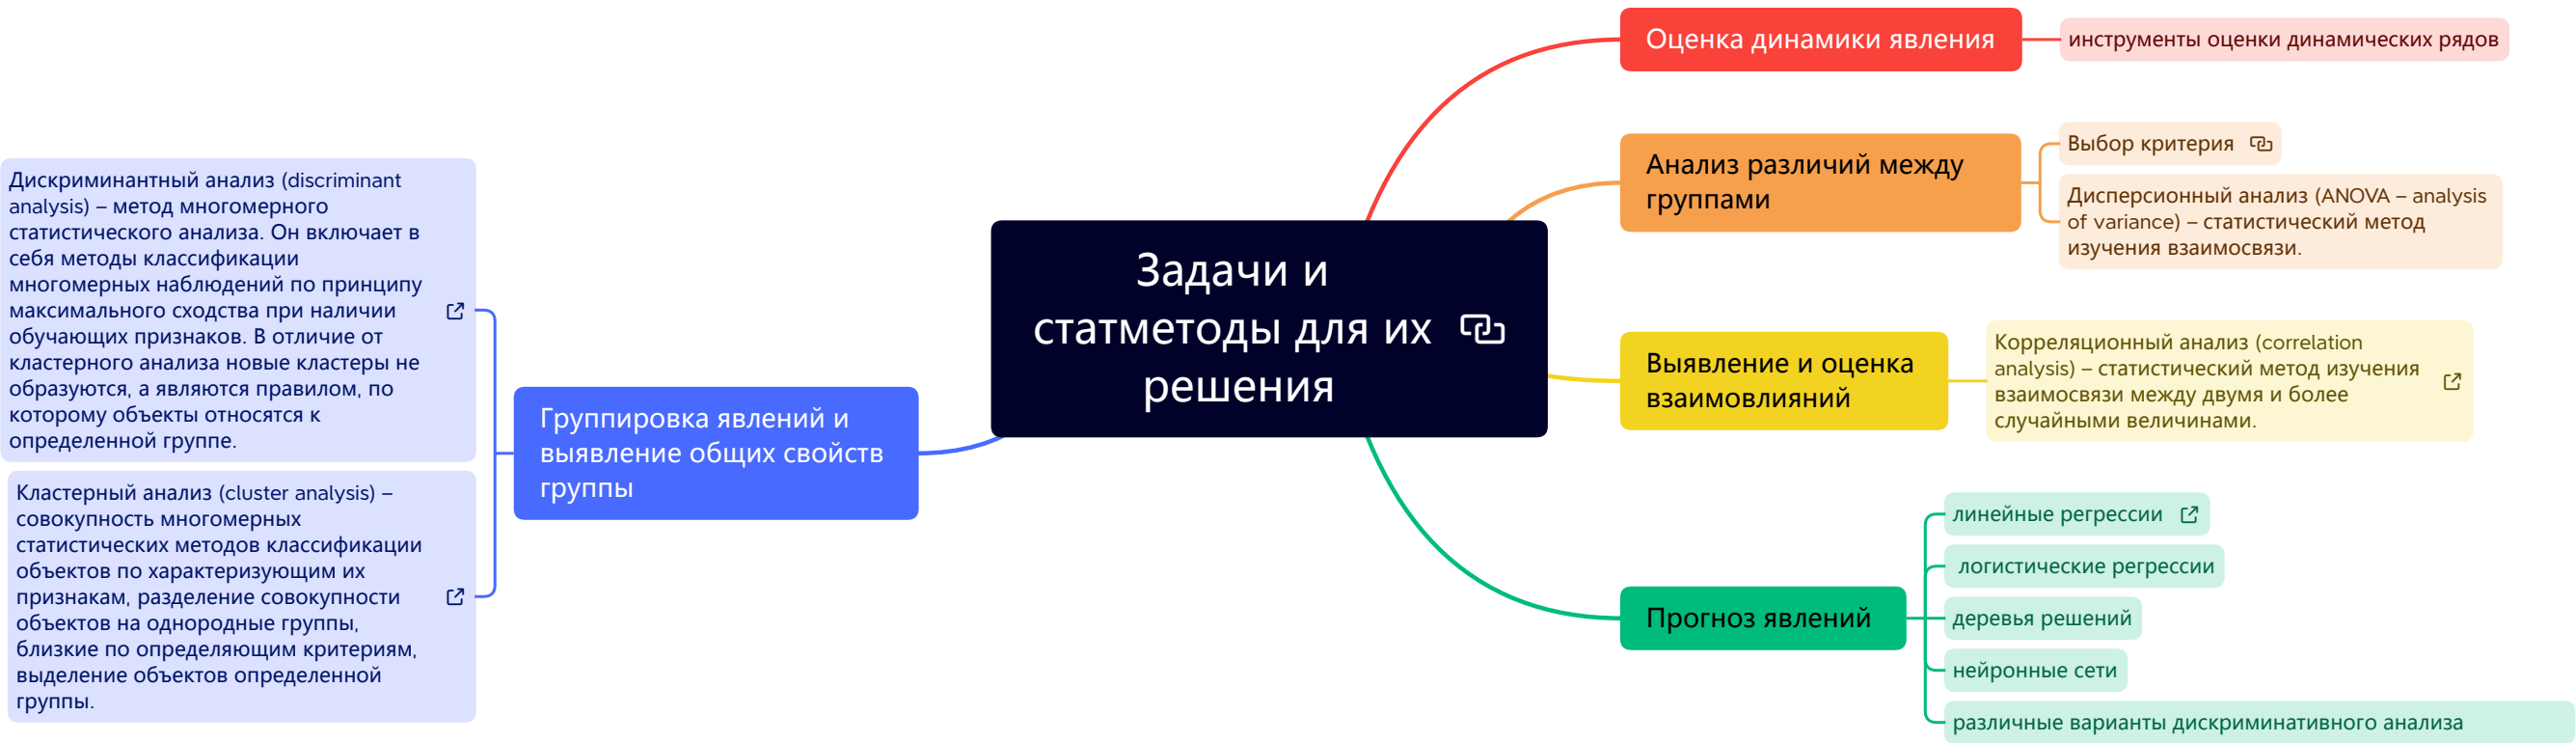 Задачи и
статметоды для их
решения
Оценка динамики явления
инструменты оценки динамических рядов
Анализ различий между
группами
Выбор критерия
Дисперсионный анализ (ANOVA – analysis
of variance) – статистический метод
изучения взаимосвязи.
Выявление и оценка
взаимовлияний
Корреляционный анализ (correlation
analysis) – статистический метод изучения
взаимосвязи между двумя и более
случайными величинами.
Прогноз явлений
линейные регрессии
логистические регрессии
деревья решений
нейронные сети
различные варианты дискриминативного анализа
Группировка явлений и
выявление общих свойств
группы
Дискриминантный анализ (discriminant
analysis) – метод многомерного
статистического анализа. Он включает в
себя методы классификации
многомерных наблюдений по принципу
максимального сходства при наличии
обучающих признаков. В отличие от
кластерного анализа новые кластеры не
образуются, а являются правилом, по
которому объекты относятся к
определенной группе.
Кластерный анализ (cluster analysis) –
совокупность многомерных
статистических методов классификации
объектов по характеризующим их
признакам, разделение совокупности
объектов на однородные группы,
близкие по определяющим критериям,
выделение объектов определенной
группы.